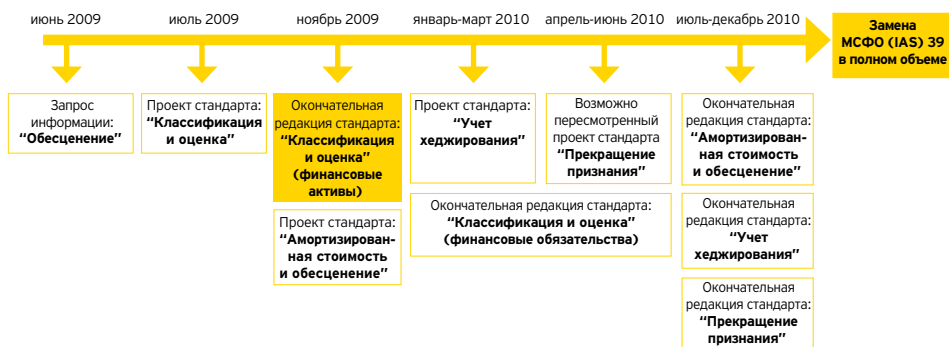 июнь 2009
июль 2009
ноябрь 2009
январь-март 2010
апрель-июнь 2010
июль-декабрь 2010
Замена
МСФО (IAS) 39
в полном объеме
Запрос
информации:
“Обесценение”
Проект стандарта:
“Классификация
и оценка”
Окончательная
редакция стандарта:
“Классификация
и оценка”
(финансовые
активы)
Проект стандарта:
“Амортизирован-
ная стоимость
и обесценение”
Проект стандарта:
“Учет
хеджирования”
Возможно
пересмотренный
проект стандарта
“Прекращение
признания”
Окончательная редакция стандарта:
“Классификация и оценка”
(финансовые обязательства)
Окончательная
редакция стандарта:
“Амортизирован-
ная стоимость
и обесценение”
Окончательная
редакция стандарта:
“Учет
хеджирования”
Окончательная
редакция стандарта:
“Прекращение
признания”